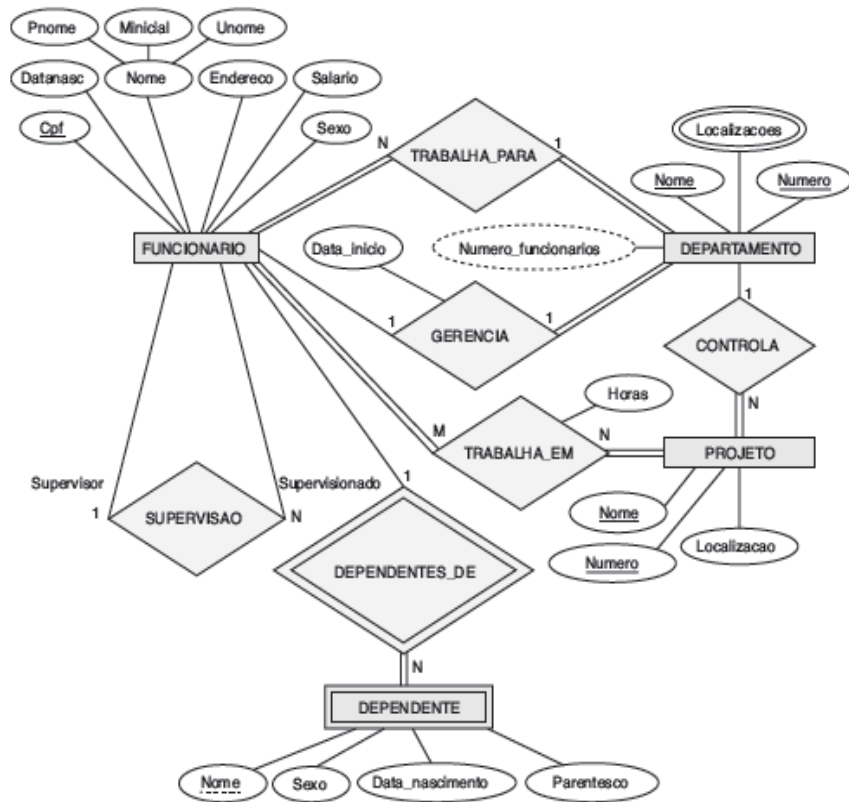 Pnome Minicial Unome
Datanasc Nome Endereco Salario
Cpf Sexo
N TRABALHA_PARA 1
Localizacoes
Nome Numero
FUNCIONARIO Data_inicio Numero_funcionarios DEPARTAMENTO
1 GERENCIA 1
1
CONTROLA
N
Horas
M TRABALHA_EM N
PROJETO
Nome
Numero
Localizacao
Supervisor Supervisionado
1 SUPERVISAO N
1
DEPENDENTES_DE
N
DEPENDENTE
Nome Sexo Data_nascimento Parentesco